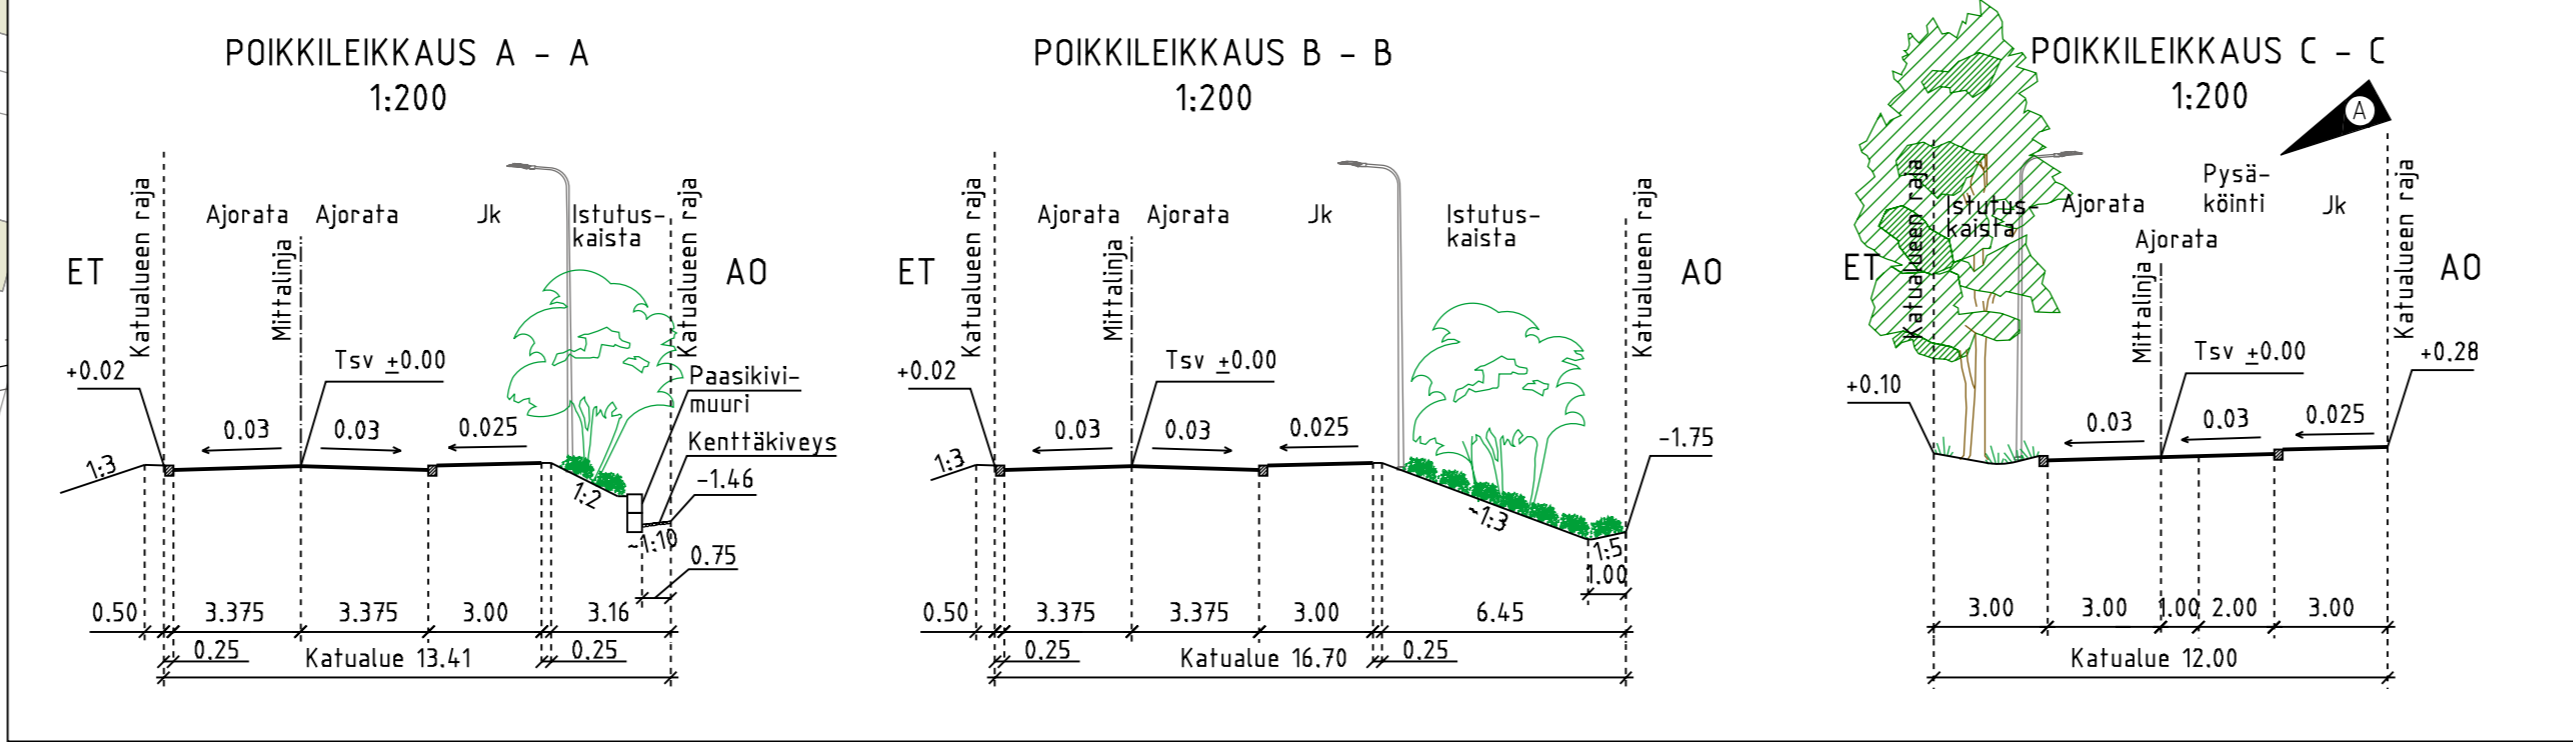 POIKKILEIKKAUS A - A
1:200
Katualueen raja
Ajorata
Mittalinja
Ajorata
Jk
Istutus-
kaista
Katualueen raja
ET
AO
+0.02
Tsv ±0.00
Paasikivi-
muuri
Kenttäkiveys
-1.46
1:3
0.03
0.03
0.025
1:2
~1:10
0.75
0.50
3.375
3.375
3.00
3.16
0.25
Katualue 13.41
0.25
POIKKILEIKKAUS B - B
1:200
Katualueen raja
Ajorata
Mittalinja
Ajorata
Jk
Istutus-
kaista
Katualueen raja
ET
AO
+0.02
Tsv ±0.00
-1.75
1:3
0.03
0.03
0.025
~1:3
1:5
1.00
0.50
3.375
3.375
3.00
6.45
0.25
Katualue 16.70
0.25
POIKKILEIKKAUS C - C
1:200
A
Katualueen raja
Istutus-
kaista
Ajorata
Mittalinja
Ajorata
Pysä-
köinti
Jk
Katualueen raja
ET
AO
+0.10
Tsv ±0.00
+0.28
0.03
0.03
0.025
3.00
3.00
1.00
2.00
3.00
Katualue 12.00